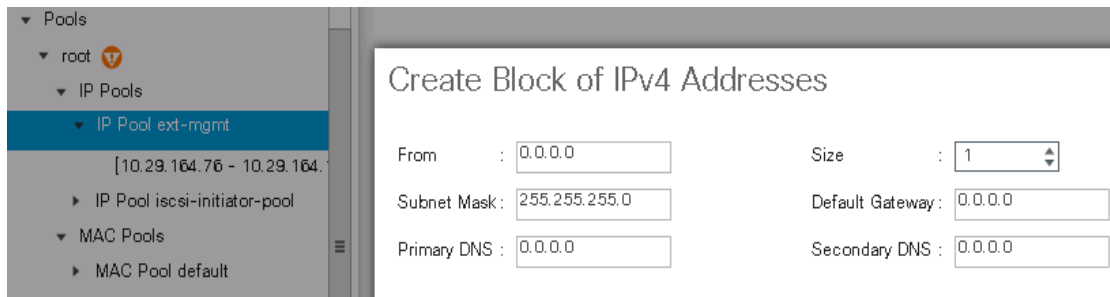 Pools
root
IP Pools
IP Pool ext-mgmt
[10.29.164.76 - 10.29.164.
IP Pool iscsi-initiator-pool
MAC Pools
MAC Pool default
Create Block of IPv4 Addresses
From : 0.0.0.0 Size : 1
Subnet Mask : 255.255.255.0 Default Gateway : 0.0.0.0
Primary DNS : 0.0.0.0 Secondary DNS : 0.0.0.0